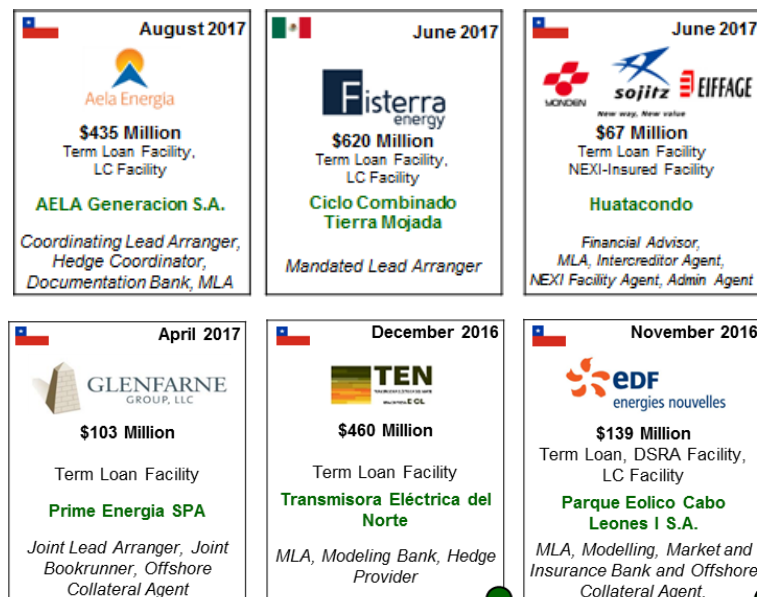 August 2017
Aela Energia
$435 Million
Term Loan Facility,
LC Facility
AELA Generacion S.A.
Coordinating Lead Arranger,
Hedge Coordinator,
Documentation Bank, MLA
June 2017
Fisterra
energy
$620 Million
Term Loan Facility,
LC Facility
Ciclo Combinado
Tierra Mojada
Mandated Lead Arranger
June 2017
YONDEN
sojitz
EIFFAGE
New way, New value
$67 Million
Term Loan Facility
NEXI-Insured Facility
Huatacondo
Financial Advisor,
MLA, Intercreditor Agent,
NEXI Facility Agent, Admin Agent
April 2017
GLENFARNE
GROUP, LLC
$103 Million
Term Loan Facility
Prime Energia SPA
Joint Lead Arranger, Joint
Bookrunner, Offshore
Collateral Agent
December 2016
TEN
$460 Million
Term Loan Facility
Transmisora Eléctrica del
Norte
MLA, Modeling Bank, Hedge
Provider
November 2016
eDF
energies nouvelles
$139 Million
Term Loan, DSRA Facility,
LC Facility
Parque Eolico Cabo
Leones I S.A.
MLA, Modelling, Market and
Insurance Bank and Offshore
Collateral Agent.